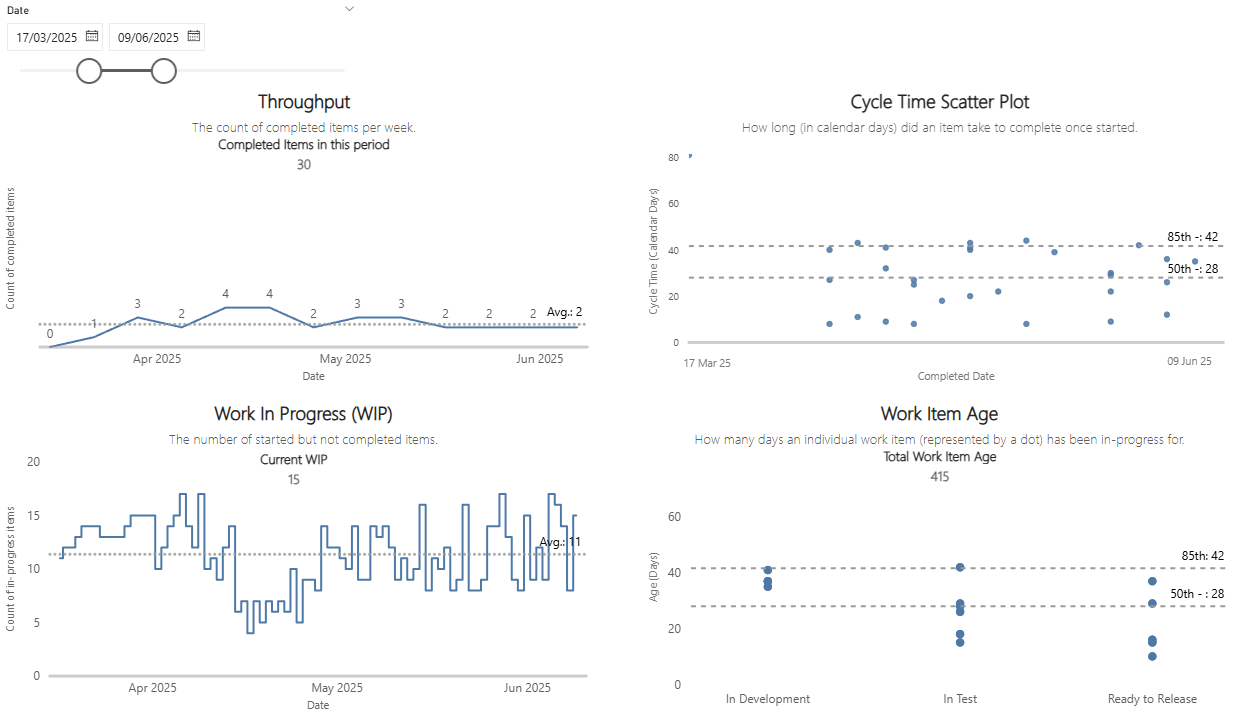 Date
17/03/2025
09/06/2025
Throughput
The count of completed items per week.
Completed Items in this period
30
Count of completed items
0
1
3
2
4
4
2
3
3
2
2
2
Avg.: 2
Apr 2025
May 2025
Jun 2025
Date
Cycle Time Scatter Plot
How long (in calendar days) did an item take to complete once started.
Cycle Time (Calendar Days)
80
60
40
20
0
85th -: 42
50th -: 28
17 Mar 25
09 Jun 25
Completed Date
Work In Progress (WIP)
The number of started but not completed items.
Current WIP
15
Count of in- progress items
20
15
10
5
0
Avg.: 11
Apr 2025
May 2025
Jun 2025
Date
Work Item Age
How many days an individual work item (represented by a dot) has been in-progress for.
Total Work Item Age
415
Age (Days)
60
40
20
0
85th: 42
50th - : 28
In Development
In Test
Ready to Release